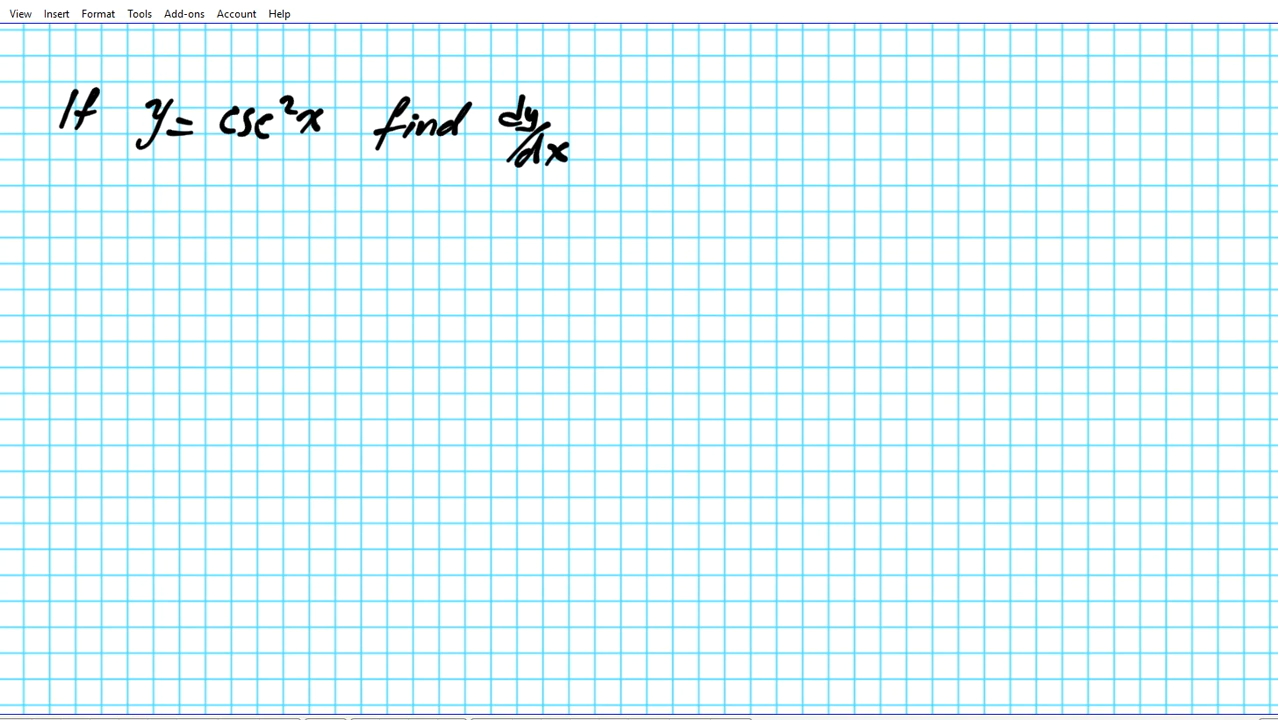 View Insert Format Tools Add-ons Account Help
If y = csc²x find dy/dx